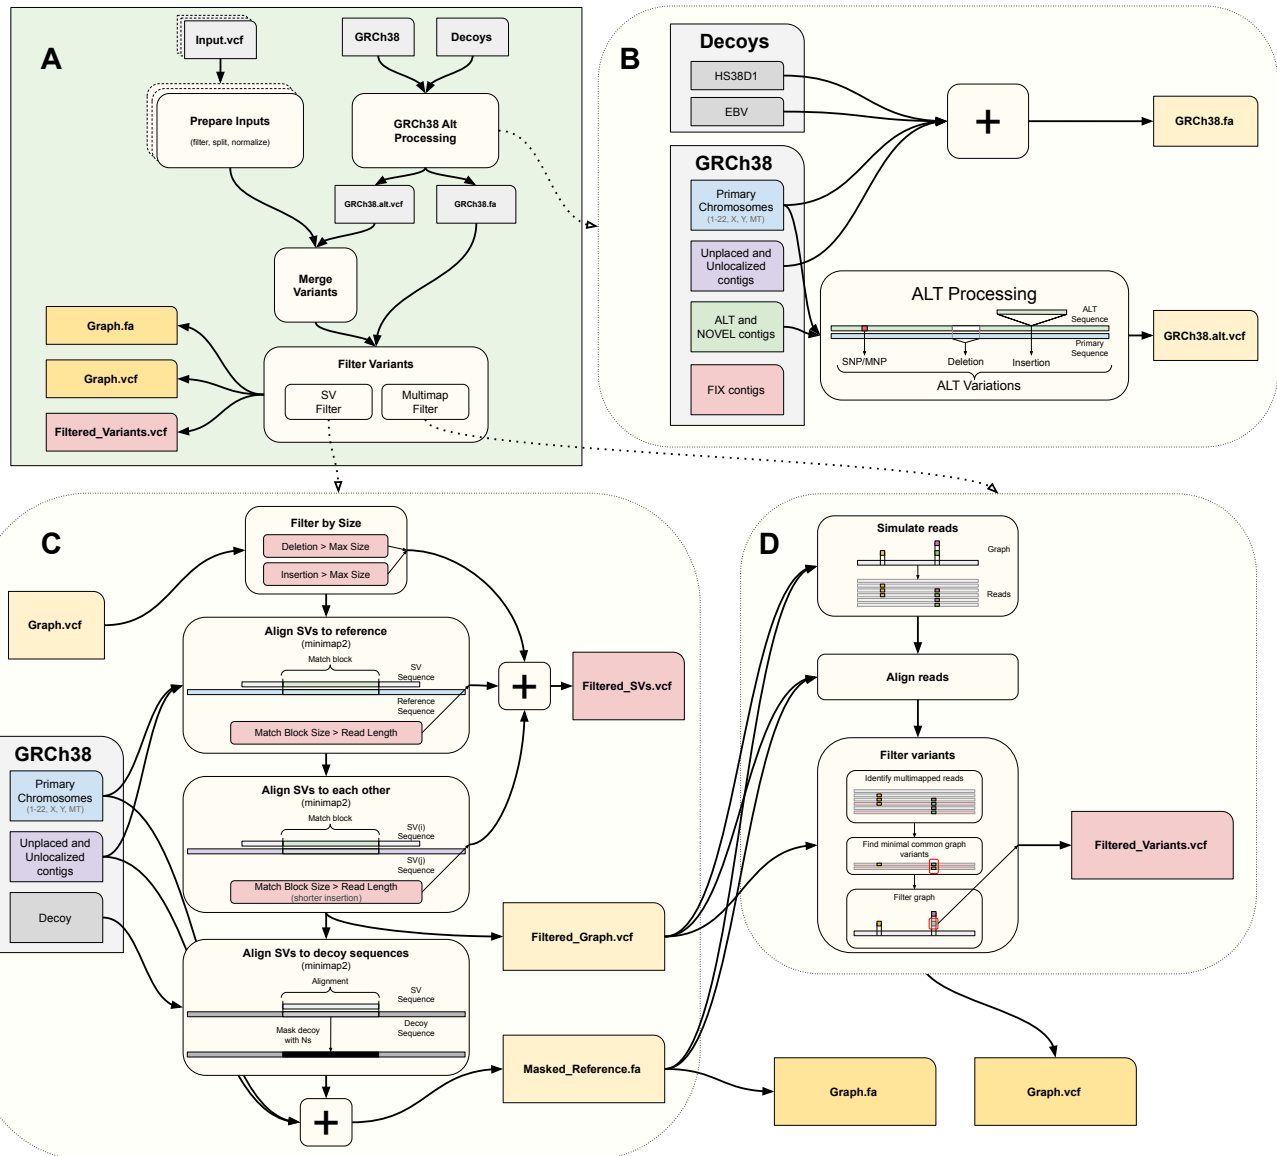 A
Input.vcf
GRCh38
Decoys
Prepare Inputs
(filter, split, normalize)
GRCh38 Alt
Processing
GRCh38.alt.vcf
GRCh38.fa
Merge
Variants
Graph.fa
Graph.vcf
Filtered_Variants.vcf
Filter Variants
SV
Filter
Multimap
Filter
B
Decoys
HS38D1
EBV
+
GRCh38.fa
GRCh38
Primary
Chromosomes
(1-22, X, Y, MT)
Unplaced and
Unlocalized
contigs
ALT and
NOVEL contigs
FIX contigs
ALT Processing
ALT
Sequence
Primary
Sequence
SNP/MNP
Deletion
Insertion
ALT Variations
GRCh38.alt.vcf
C
Filter by Size
Deletion > Max Size
Insertion > Max Size
Graph.vcf
Align SVs to reference
(minimap2)
Match block
SV
Sequence
Reference
Sequence
Match Block Size > Read Length
+
Filtered_SVs.vcf
GRCh38
Primary
Chromosomes
(1-22, X, Y, MT)
Unplaced and
Unlocalized
contigs
Decoy
Align SVs to each other
(minimap2)
Match block
SV(i)
Sequence
SV(j)
Sequence
Match Block Size > Read Length
(shorter insertion)
Filtered_Graph.vcf
Align SVs to decoy sequences
(minimap2)
Alignment
SV
Sequence
Decoy
Sequence
Mask decoy
with Ns
Masked_Reference.fa
+
D
Simulate reads
Graph
Reads
Align reads
Filter variants
Identify multimapped reads
Find minimal common graph
variants
Filter graph
Filtered_Variants.vcf
Graph.fa
Graph.vcf